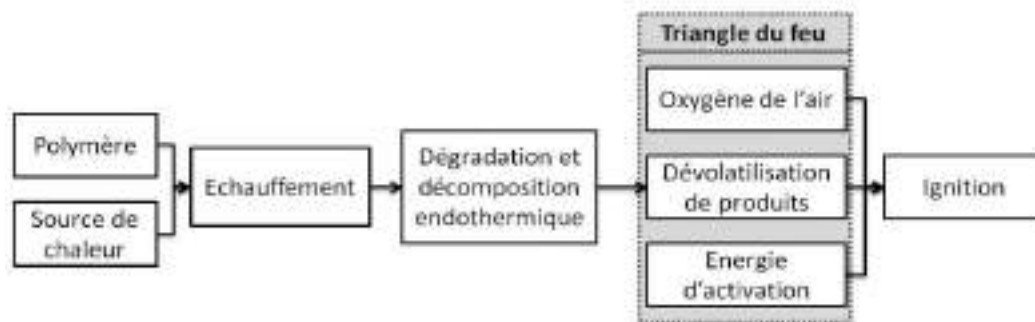 Polymère
Source de
chaleur
Echauffement
Dégradation et
décomposition
endothermique
Triangle du feu
Oxygène de l'air
Dévolatilisation
de produits
Energie
d'activation
Ignition